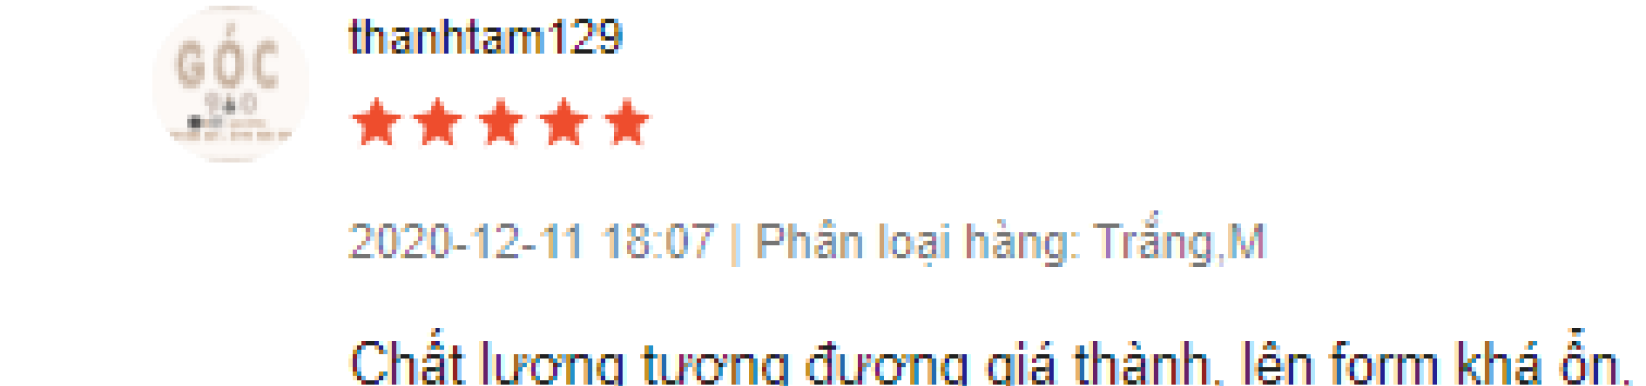 GÓC
thanhtam129
2020-12-11 18:07 | Phân loại hàng: Trắng,M
Chất lượng tương đương giá thành, lên form khá ổn.